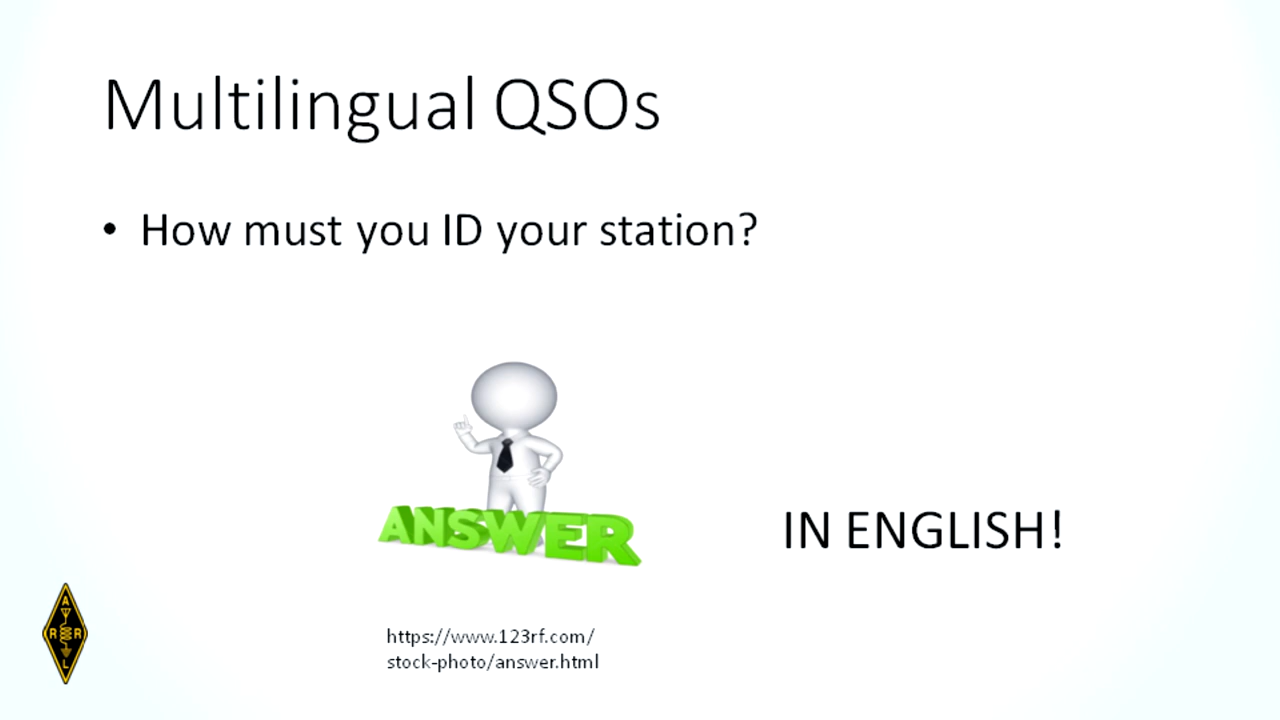 Multilingual QSOs
• How must you ID your station?
ANSWER
IN ENGLISH!
A
R R
L
https://www.123rf.com/
stock-photo/answer.html